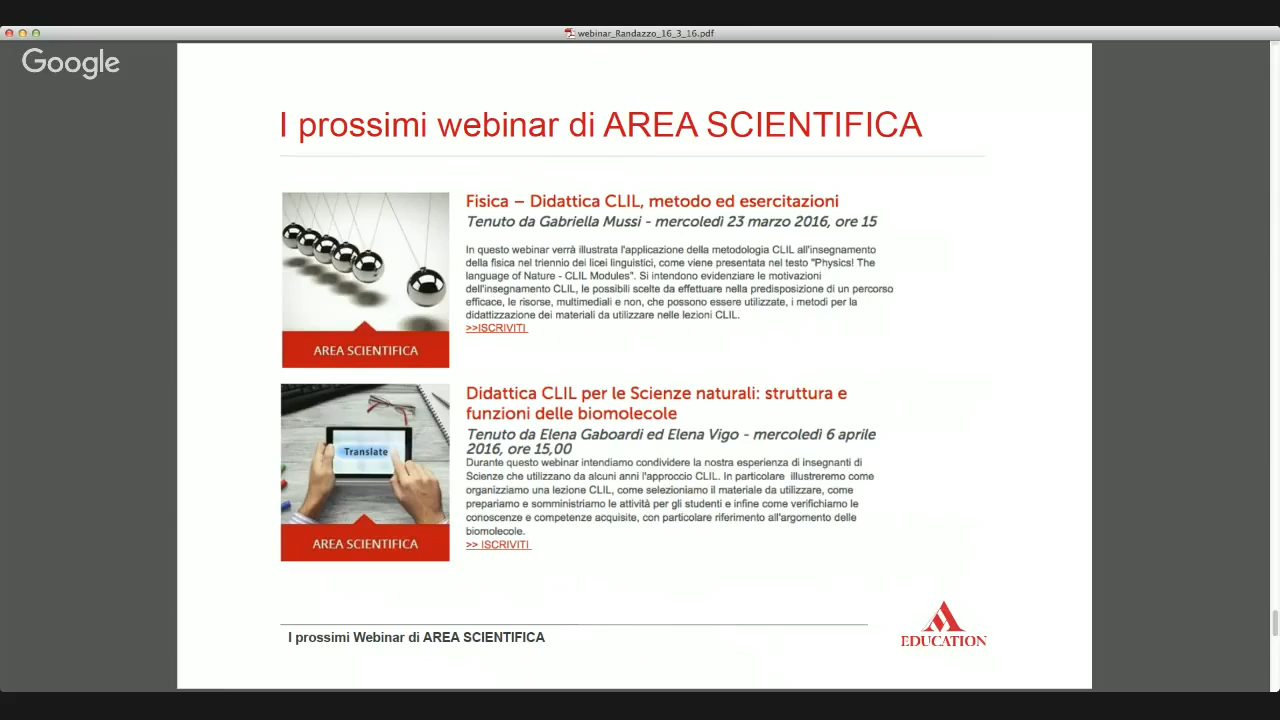 webinar_Randazzo_16_3_16.pdf
Google
I prossimi webinar di AREA SCIENTIFICA
Fisica – Didattica CLIL, metodo ed esercitazioni
Tenuto da Gabriella Mussi - mercoledì 23 marzo 2016, ore 15
In questo webinar verrà illustrata l'applicazione della metodologia CLIL all'insegnamento
della fisica nel triennio dei licei linguistici, come viene presentata nel testo "Physics! The
language of Nature - CLIL Modules". Si intendono evidenziare le motivazioni
dell'insegnamento CLIL, le possibili scelte da effettuare nella predisposizione di un percorso
efficace, le risorse, multimediali e non, che possono essere utilizzate, i metodi per la
didattizzazione dei materiali da utilizzare nelle lezioni CLIL.
>>ISCRIVITI
AREA SCIENTIFICA
Didattica CLIL per le Scienze naturali: struttura e
funzioni delle biomolecole
Tenuto da Elena Gaboardi ed Elena Vigo - mercoledì 6 aprile
2016, ore 15,00
Durante questo webinar intendiamo condividere la nostra esperienza di insegnanti di
Scienze che utilizzano da alcuni anni l'approccio CLIL. In particolare illustreremo come
organizziamo una lezione CLIL, come selezioniamo il materiale da utilizzare, come
prepariamo e somministriamo le attività per gli studenti e infine come verifichiamo le
conoscenze e competenze acquisite, con particolare riferimento all'argomento delle
biomolecole.
>> ISCRIVITI
Translate
AREA SCIENTIFICA
I prossimi Webinar di AREA SCIENTIFICA
EDUCATION